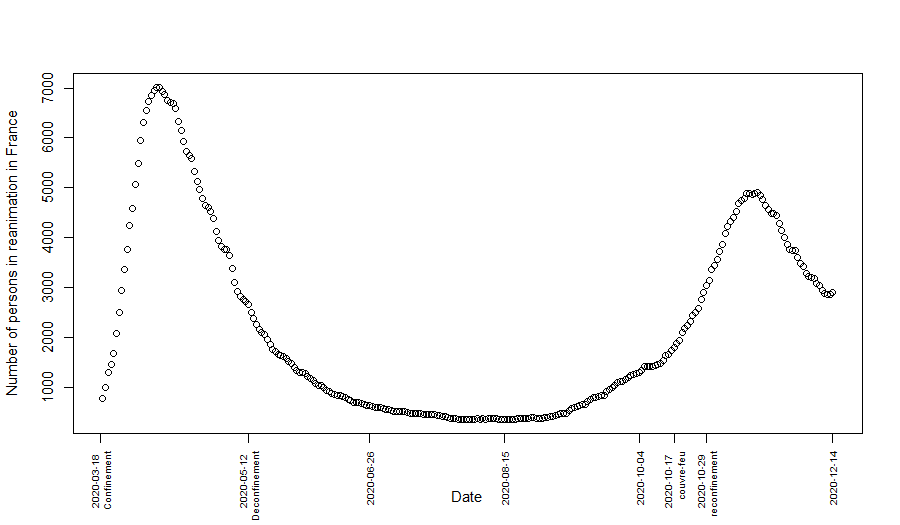 Number of persons in reanimation in France
7000
6000
5000
4000
3000
2000
1000
2020-03-18
Confinement
2020-05-12
Deconfinement
2020-06-26
2020-08-15
2020-10-04
2020-10-17
couvre-feu
2020-10-29
reconfinement
2020-12-14
Date